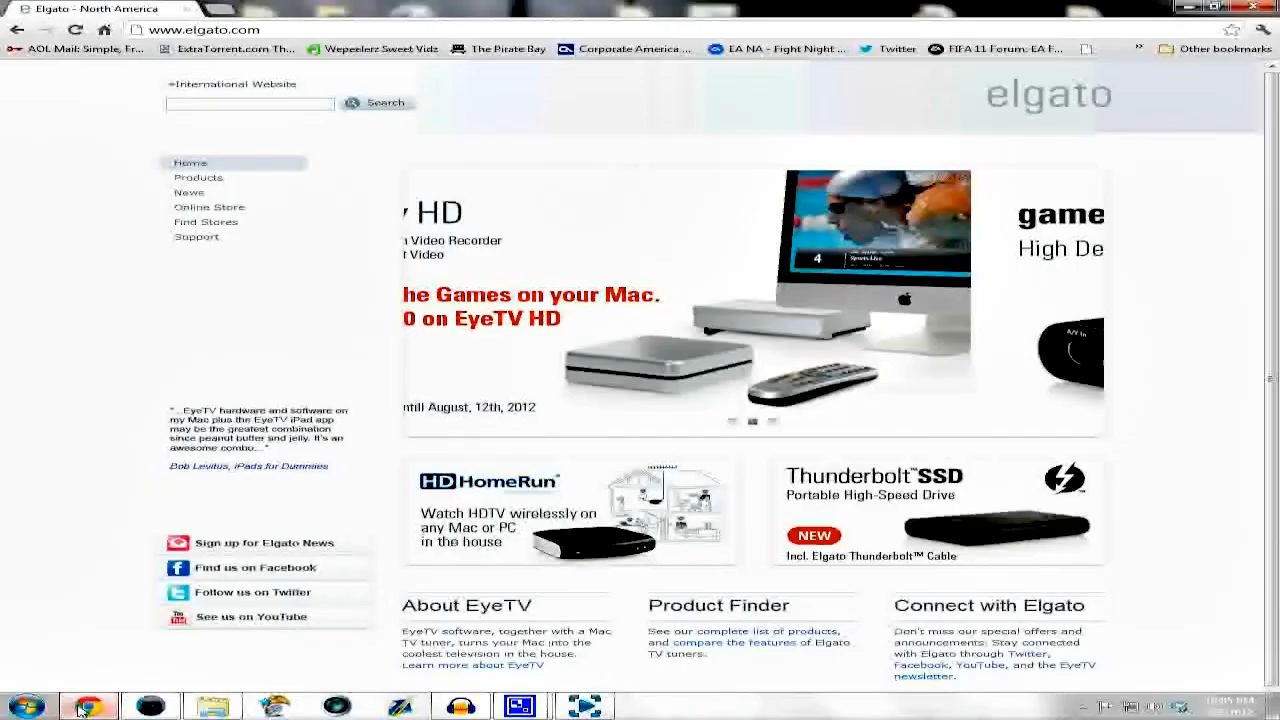 Elgato - North America
www.elgato.com
AOL Mail: Simple, Fr...
ExtraTorrent.com Th...
Wepeelerz Sweet Vidz
The Pirate Bay
Corporate America ...
EA NA - Fight Night ...
Twitter
FIFA 11 Forum, EA F...
»
Other bookmarks
+International Website
Search
elgato
Home
Products
News
Online Store
Find Stores
Support
HD
Video Recorder
Video
he Games on your Mac.
0 on EyeTV HD
ntill August, 12th, 2012
4
Sports Live
game
High De
A/V In
"...EyeTV hardware and software on
my Mac plus the EyeTV iPad app
may be the greatest combination
since peanut butter and jelly. It's an
awesome combo..."
Bob Levitus, iPads for Dummies
HDHomeRun™
Watch HDTV wirelessly on
any Mac or PC
in the house
Thunderbolt™SSD
Portable High-Speed Drive
NEW
Incl. Elgato Thunderbolt™ Cable
Sign up for Elgato News
Find us on Facebook
Follow us on Twitter
See us on YouTube
About EyeTV
EyeTV software, together with a Mac
TV tuner, turns your Mac into the
coolest television in the house.
Learn more about EyeTV
Product Finder
See our complete list of products,
and compare the features of Elgato
TV tuners.
Connect with Elgato
Don't miss our special offers and
announcements: Stay connected
with Elgato through Twitter,
Facebook, YouTube, and the EyeTV
newsletter.